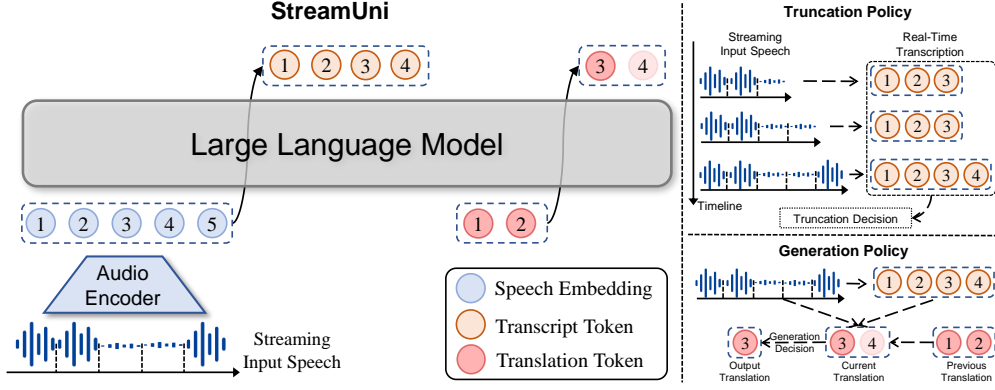 StreamUni
1 2 3 4
3 4
Large Language Model
1 2 3 4 5
1 2
Audio
Encoder
Streaming
Input Speech
Speech Embedding
Transcript Token
Translation Token
Truncation Policy
Streaming
Input Speech
Real-Time
Transcription
1 2 3
1 2 3
1 2 3 4
Timeline
Truncation Decision
Generation Policy
1 2 3 4
3
Generation
Decision
3 4
1 2
Output
Translation
Current
Translation
Previous
Translation